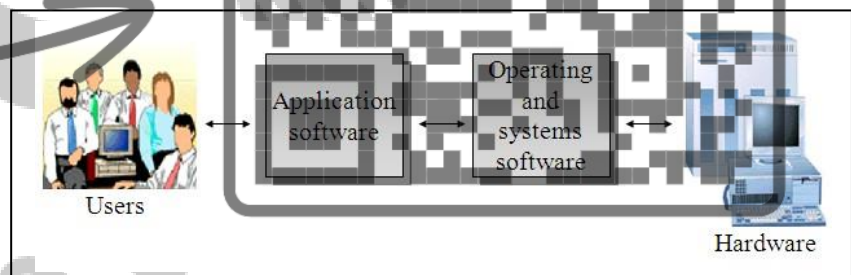 Application
software
Operating
and
systems
software
Users
Hardware